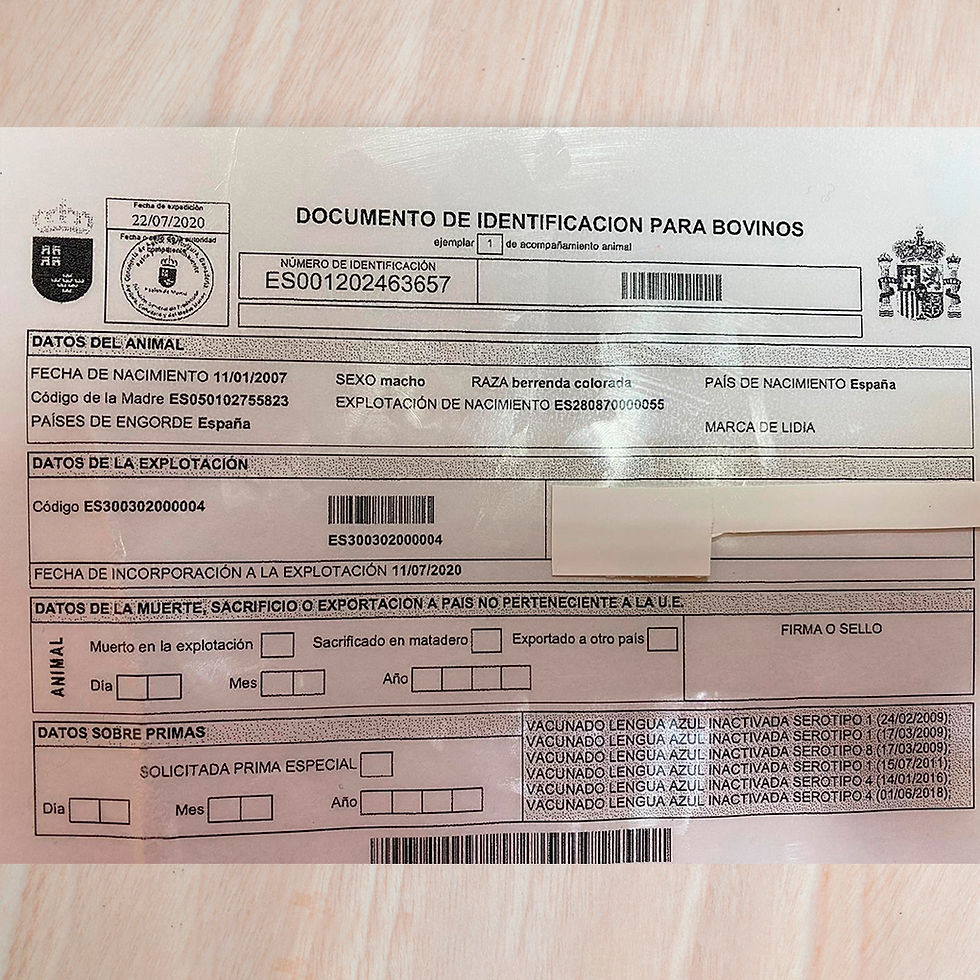 Fecha de expedición
22/07/2020
DOCUMENTO DE IDENTIFICACION PARA BOVINOS
ejemplar 1 de acompañamiento animal
NÚMERO DE IDENTIFICACIÓN
ES001202463657
DATOS DEL ANIMAL
FECHA DE NACIMIENTO 11/01/2007 SEXO macho RAZA berrenda colorada PAÍS DE NACIMIENTO España
Código de la Madre ES050102755823 EXPLOTACIÓN DE NACIMIENTO ES280870000055
PAÍSES DE ENGORDE España MARCA DE LIDIA
DATOS DE LA EXPLOTACIÓN
Código ES300302000004
ES300302000004
FECHA DE INCORPORACIÓN A LA EXPLOTACIÓN 11/07/2020
DATOS DE LA MUERTE, SACRIFICIO O EXPORTACION A PAIS NO PERTENECIENTE A LA U.E.
ANIMAL
Muerto en la explotación Sacrificado en matadero Exportado a otro país FIRMA O SELLO
Día Mes Año
DATOS SOBRE PRIMAS
SOLICITADA PRIMA ESPECIAL
Día Mes Año
VACUNADO LENGUA AZUL INACTIVADA SEROTIPO 1 (24/02/2009);
VACUNADO LENGUA AZUL INACTIVADA SEROTIPO 1 (17/03/2009);
VACUNADO LENGUA AZUL INACTIVADA SEROTIPO 8 (17/03/2009);
VACUNADO LENGUA AZUL INACTIVADA SEROTIPO 1 (15/07/2011);
VACUNADO LENGUA AZUL INACTIVADA SEROTIPO 4 (14/01/2016);
VACUNADO LENGUA AZUL INACTIVADA SEROTIPO 4 (01/06/2018);